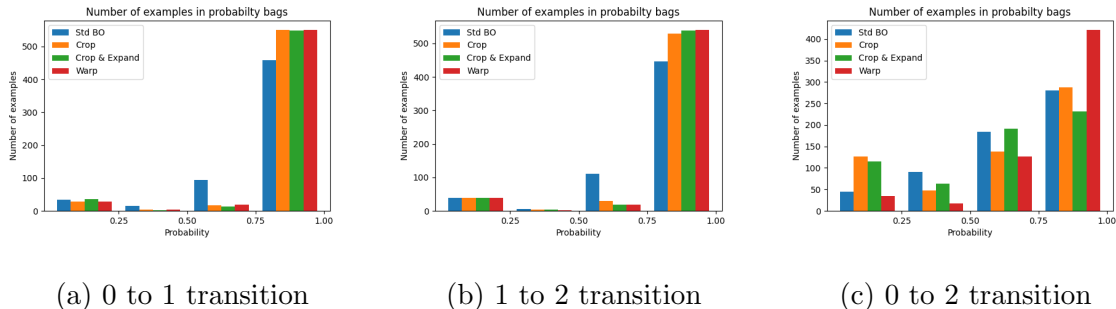 Number of examples in probabilty bags
Std BO
Crop
Crop & Expand
Warp
Number of examples
500
400
300
200
100
0
0.25
0.50
0.75
1.00
Probability
(a) 0 to 1 transition
Number of examples in probabilty bags
Std BO
Crop
Crop & Expand
Warp
Number of examples
500
400
300
200
100
0
0.25
0.50
0.75
1.00
Probability
(b) 1 to 2 transition
Number of examples in probabilty bags
Std BO
Crop
Crop & Expand
Warp
Number of examples
400
350
300
250
200
150
100
50
0
0.25
0.50
0.75
1.00
Probability
(c) 0 to 2 transition